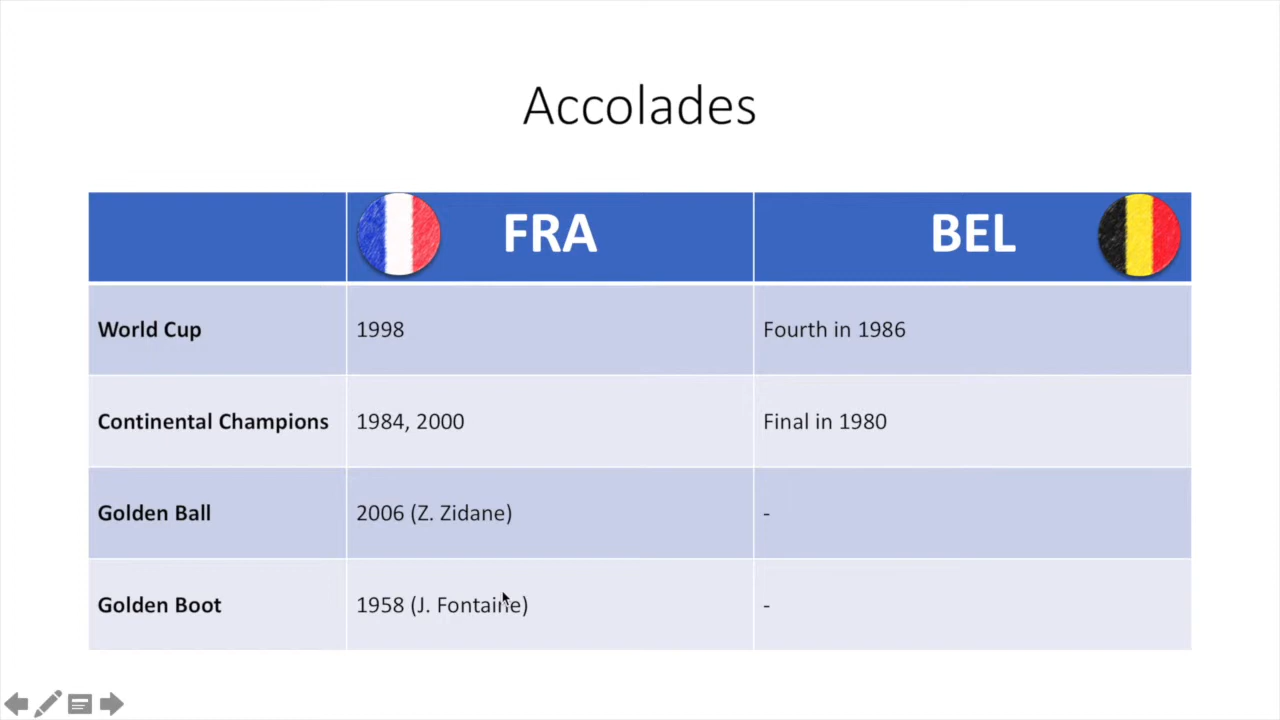 Accolades
FRA BEL
World Cup 1998 Fourth in 1986
Continental Champions 1984, 2000 Final in 1980
Golden Ball 2006 (Z. Zidane) -
Golden Boot 1958 (J. Fontaine) -